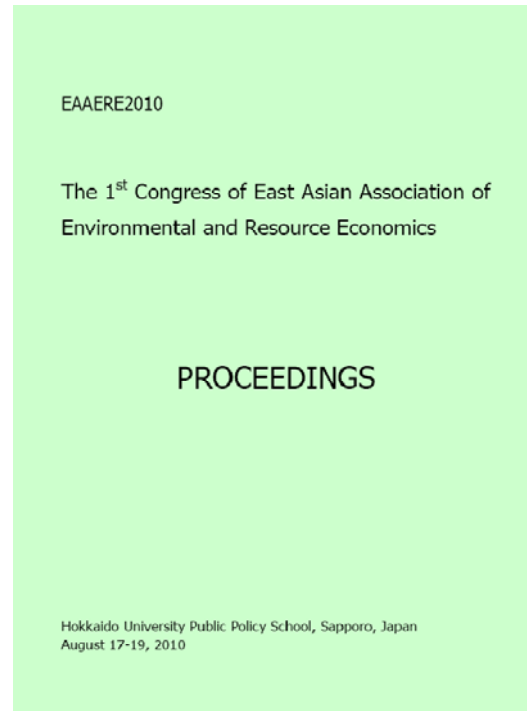 EAAERE2010
The 1st Congress of East Asian Association of
Environmental and Resource Economics
PROCEEDINGS
Hokkaido University Public Policy School, Sapporo, Japan
August 17-19, 2010